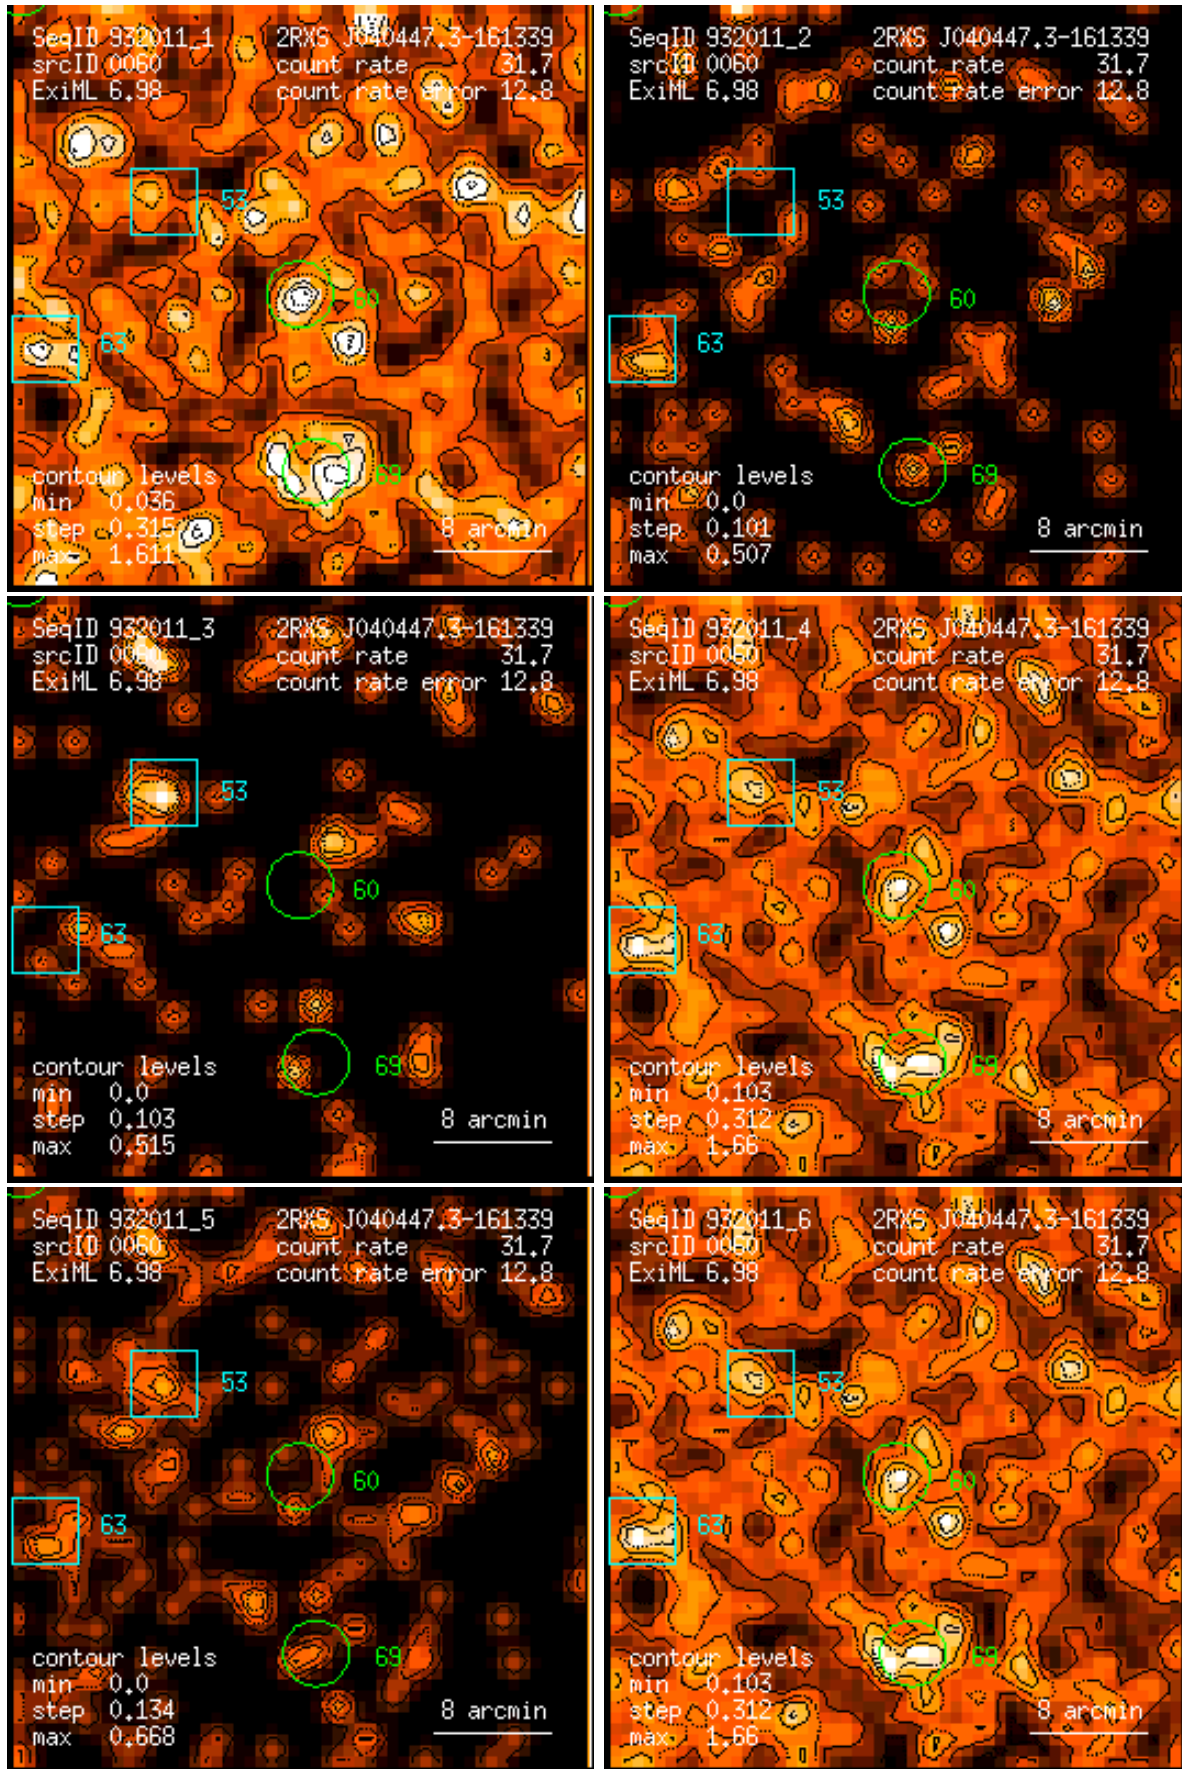 SeqID 932011_1 2RXS J040447.3-161339
srcID 0060 count rate 31.7
ExiML 6.98 count rate error 12.8
53
60
63
69
contour levels
min 0.036
step 0.315
max 1.611
8 arcmin
SeqID 932011_2 2RXS J040447.3-161339
srcID 0060 count rate 31.7
ExiML 6.98 count rate error 12.8
53
60
63
69
contour levels
min 0.0
step 0.101
max 0.507
8 arcmin
SeqID 932011_3 2RXS J040447.3-161339
srcID 0060 count rate 31.7
ExiML 6.98 count rate error 12.8
53
60
63
69
contour levels
min 0.0
step 0.103
max 0.515
8 arcmin
SeqID 932011_4 2RXS J040447.3-161339
srcID 0060 count rate 31.7
ExiML 6.98 count rate error 12.8
53
60
63
69
contour levels
min 0.103
step 0.312
max 1.66
8 arcmin
SeqID 932011_5 2RXS J040447.3-161339
srcID 0060 count rate 31.7
ExiML 6.98 count rate error 12.8
53
60
63
69
contour levels
min 0.0
step 0.134
max 0.668
8 arcmin
SeqID 932011_6 2RXS J040447.3-161339
srcID 0060 count rate 31.7
ExiML 6.98 count rate error 12.8
53
60
63
69
contour levels
min 0.103
step 0.312
max 1.66
8 arcmin